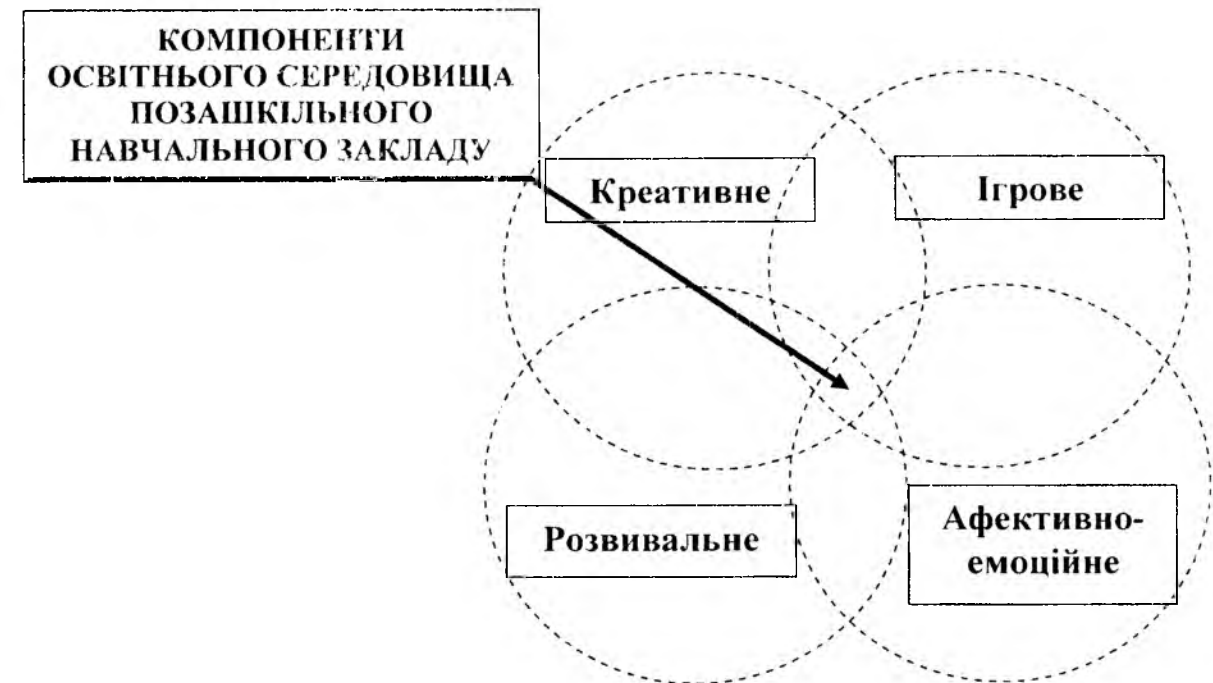 КОМПОНЕНТИ
ОСВІТНЬОГО СЕРЕДОВИЩА
ПОЗАШКІЛЬНОГО
НАВЧАЛЬНОГО ЗАКЛАДУ
Креативне
Ігрове
Розвивальне
Афективно-
емоційне